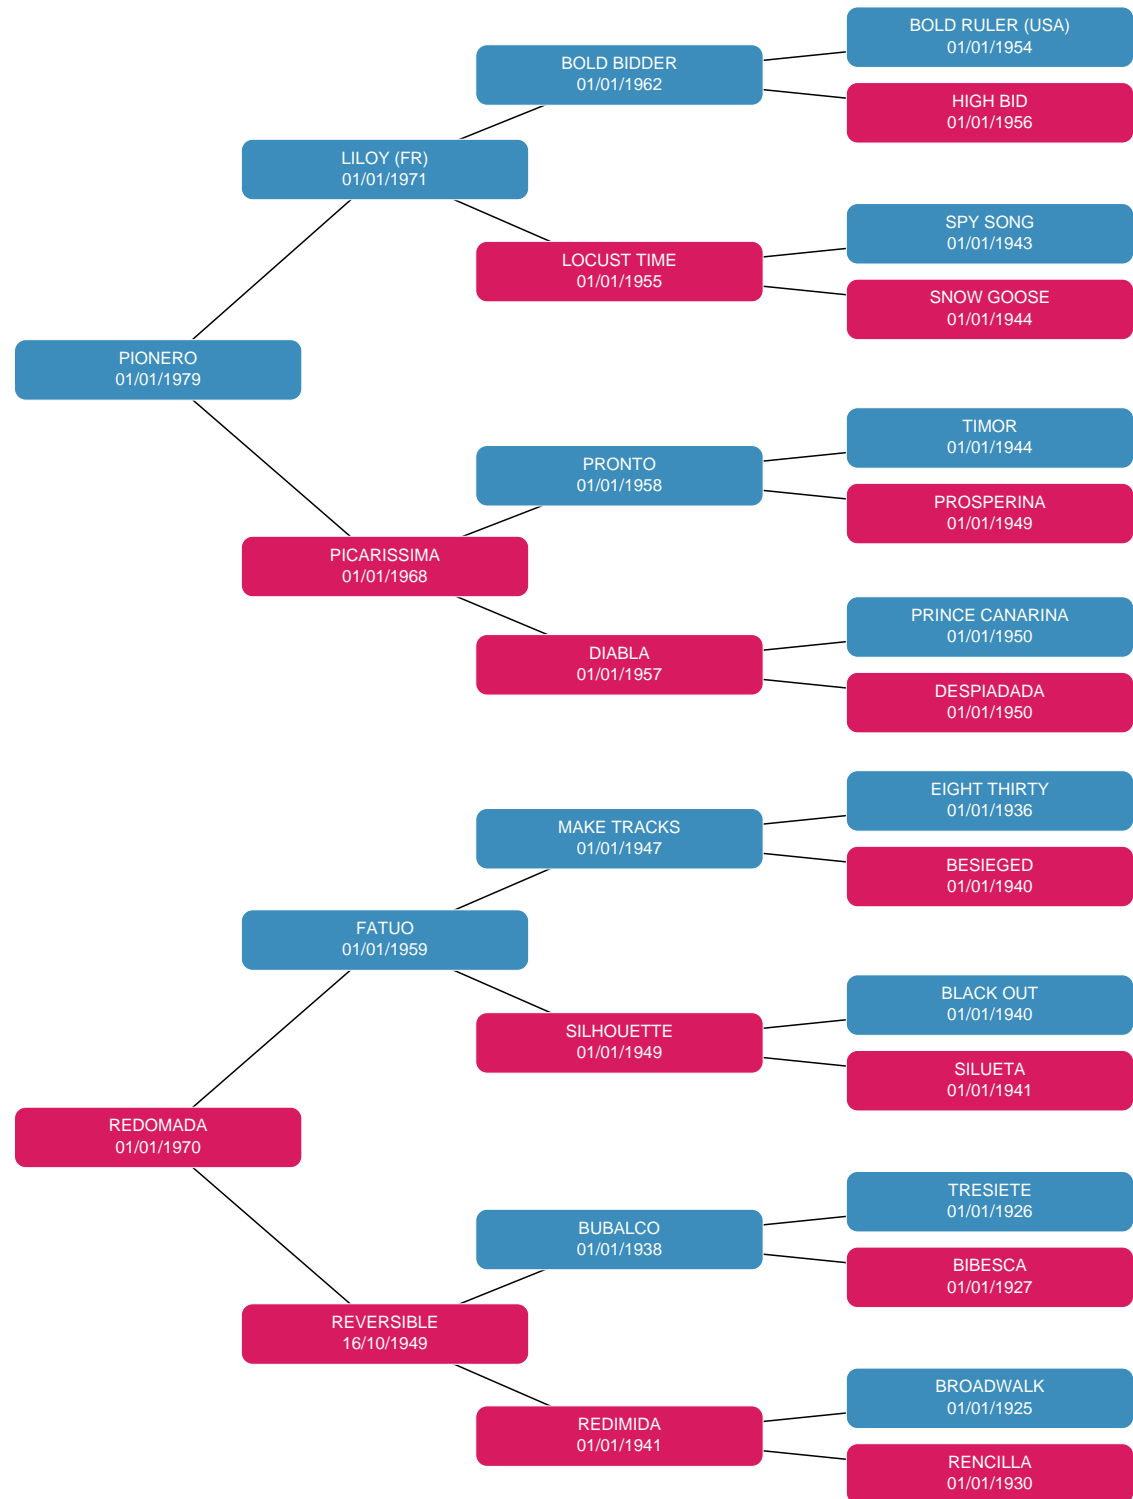 BOLD RULER (USA)
01/01/1954
BOLD BIDDER
01/01/1962
HIGH BID
01/01/1956
LILOY (FR)
01/01/1971
SPY SONG
01/01/1943
LOCUST TIME
01/01/1955
SNOW GOOSE
01/01/1944
PIONERO
01/01/1979
TIMOR
01/01/1944
PRONTO
01/01/1958
PROSPERINA
01/01/1949
PICARISSIMA
01/01/1968
PRINCE CANARINA
01/01/1950
DIABLA
01/01/1957
DESPIADADA
01/01/1950
EIGHT THIRTY
01/01/1936
MAKE TRACKS
01/01/1947
BESIEGED
01/01/1940
FATUO
01/01/1959
BLACK OUT
01/01/1940
SILHOUETTE
01/01/1949
SILUETA
01/01/1941
REDOMADA
01/01/1970
TRESIETE
01/01/1926
BUBALCO
01/01/1938
BIBESCA
01/01/1927
REVERSIBLE
16/10/1949
BROADWALK
01/01/1925
REDIMIDA
01/01/1941
RENCILLA
01/01/1930